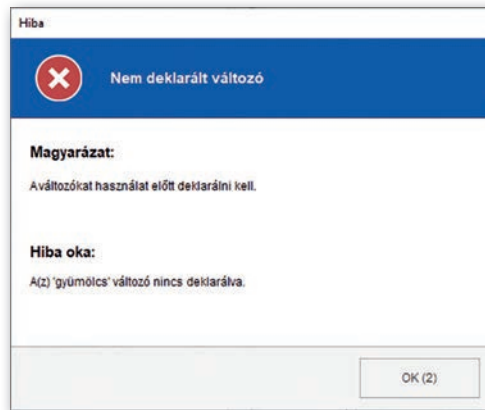 Hiba
Nem deklarált változó
Magyarázat:
Aváltozókat használat előtt deklarálni kell.
Hiba oka:
A(z) 'gyümölcs' változó nincs deklarálva.
OK (2)